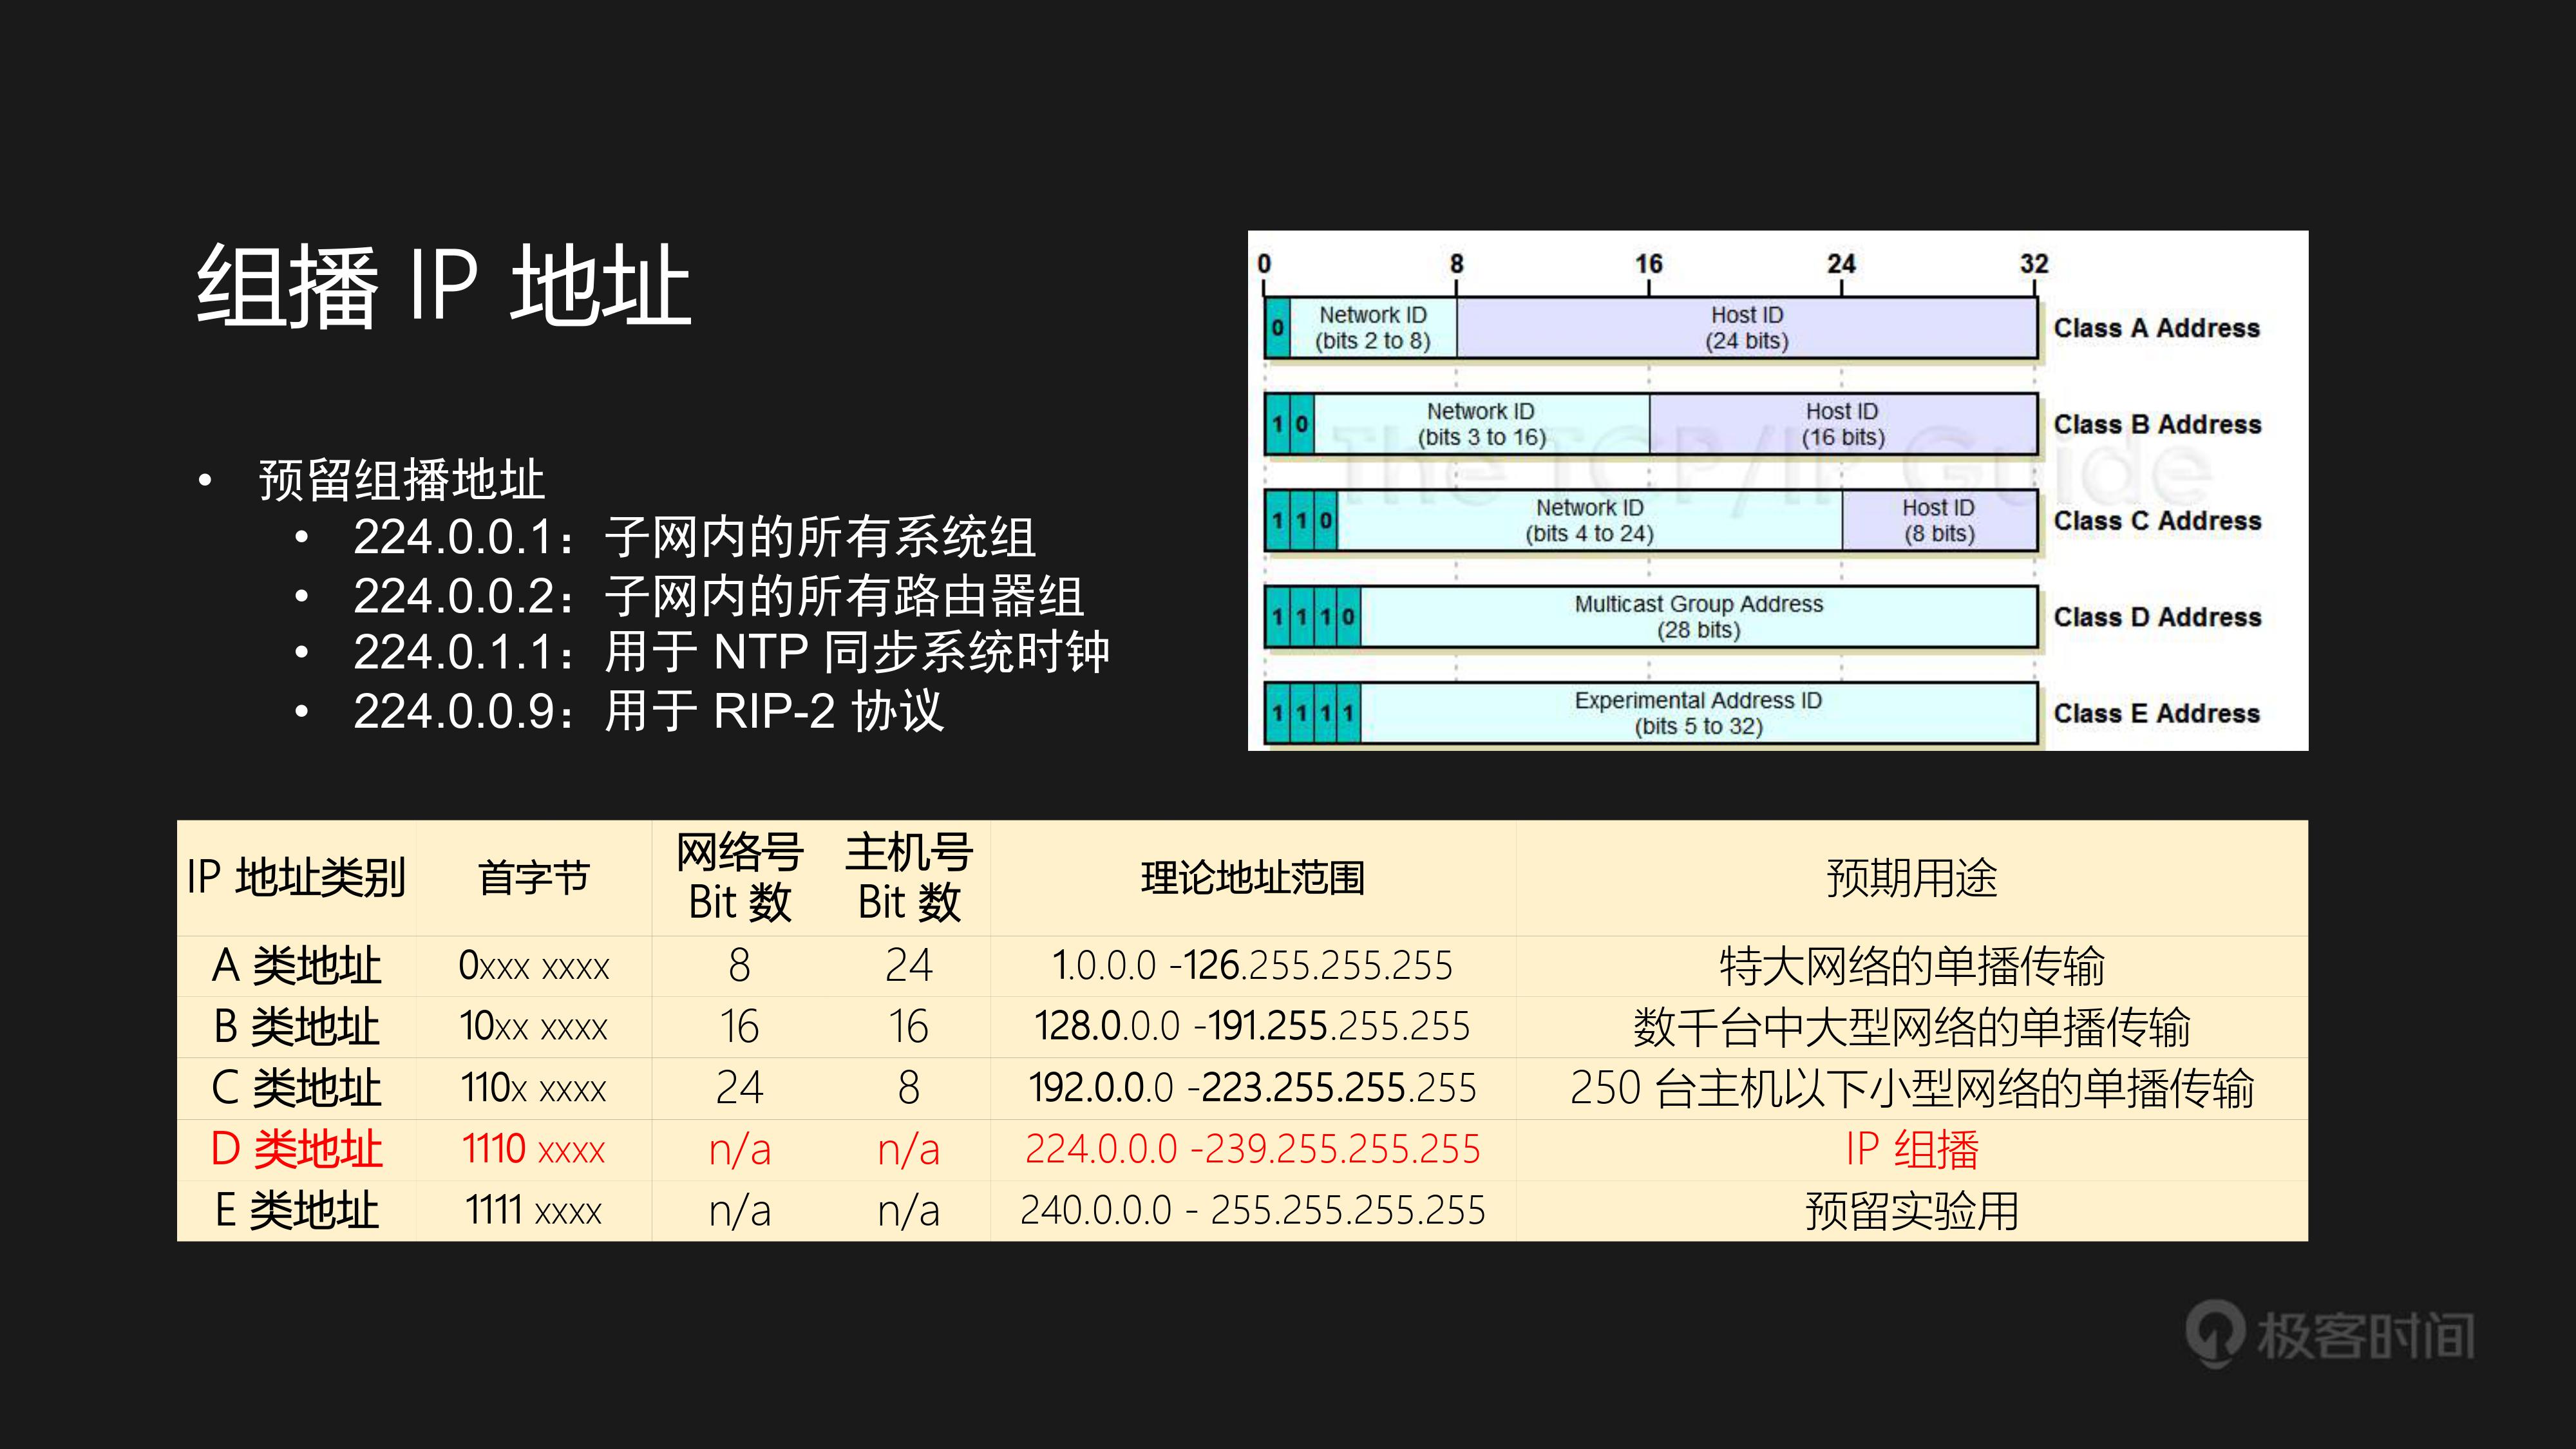 组播 IP 地址
• 预留组播地址
• 224.0.0.1：子网内的所有系统组
• 224.0.0.2：子网内的所有路由器组
• 224.0.1.1：用于 NTP 同步系统时钟
• 224.0.0.9：用于 RIP-2 协议
0 8 16 24 32
0 Network ID (bits 2 to 8) Host ID (24 bits) Class A Address
1 0 Network ID (bits 3 to 16) Host ID (16 bits) Class B Address
The TCP/IP Guide
1 1 0 Network ID (bits 4 to 24) Host ID (8 bits) Class C Address
1 1 1 0 Multicast Group Address (28 bits) Class D Address
1 1 1 1 Experimental Address ID (bits 5 to 32) Class E Address
IP 地址类别 首字节 网络号 Bit 数 主机号 Bit 数 理论地址范围 预期用途
A 类地址 0xxx xxxx 8 24 1.0.0.0 -126.255.255.255 特大网络的单播传输
B 类地址 10xx xxxx 16 16 128.0.0.0 -191.255.255.255 数千台中大型网络的单播传输
C 类地址 110x xxxx 24 8 192.0.0.0 -223.255.255.255 250 台主机以下小型网络的单播传输
D 类地址 1110 xxxx n/a n/a 224.0.0.0 -239.255.255.255 IP 组播
E 类地址 1111 xxxx n/a n/a 240.0.0.0 - 255.255.255.255 预留实验用
极客时间